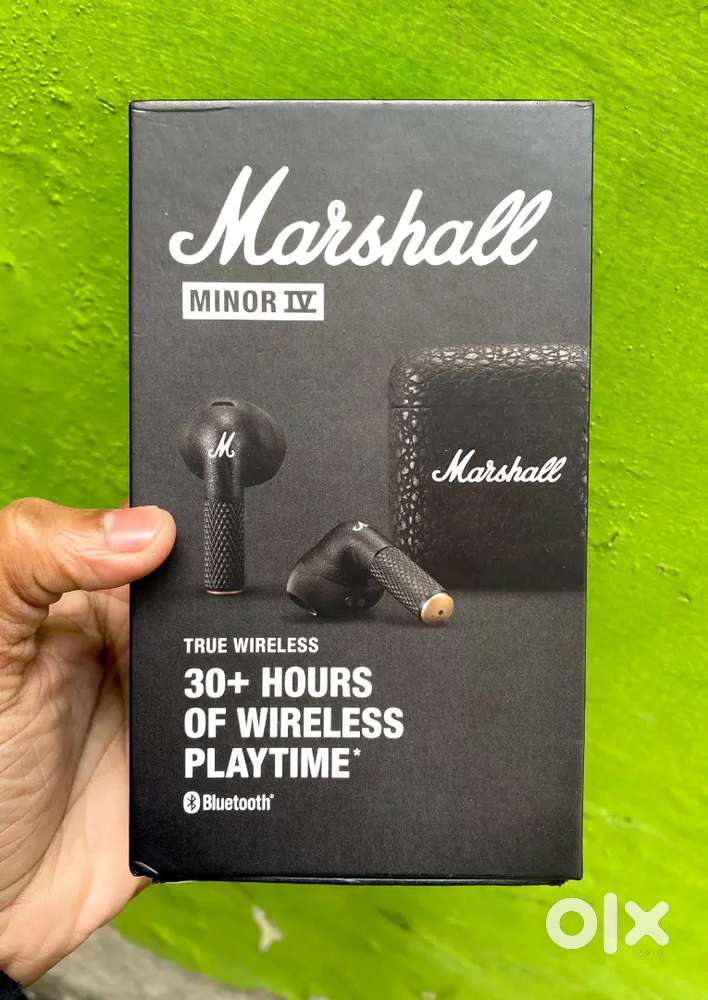 Marshall
MINOR IV
M
Marshall
M
TRUE WIRELESS
30+ HOURS
OF WIRELESS
PLAYTIME*
Bluetooth®
olx